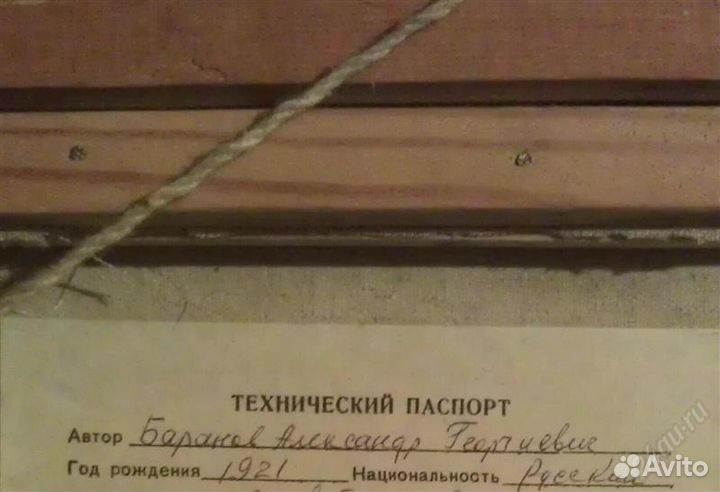 ТЕХНИЧЕСКИЙ ПАСПОРТ
Автор Баранов Александр Георгиевич
Год рождения 1921 Национальность Русский
Avito